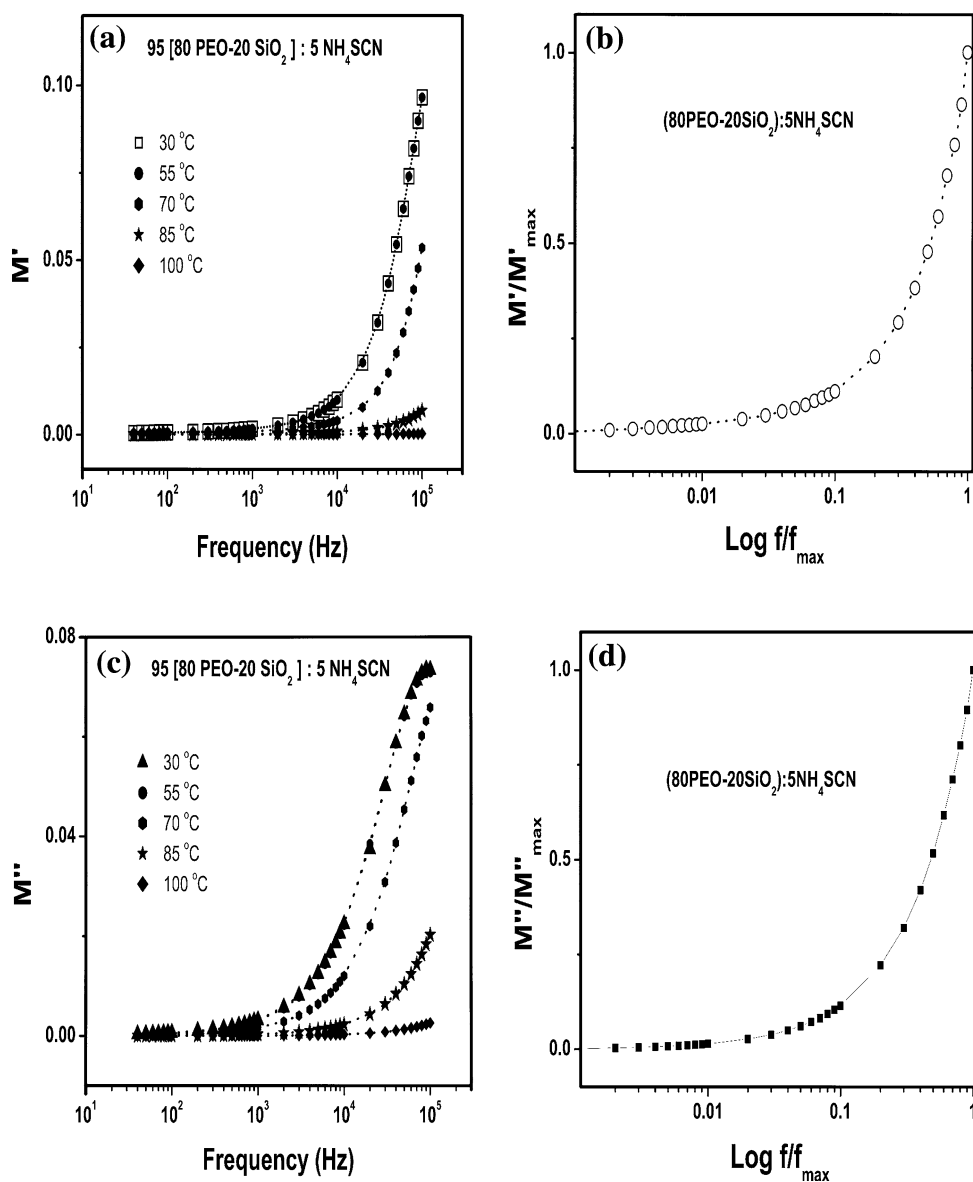 (a)
95 [80 PEO-20 SiO2 ] : 5 NH4SCN
0.10
0.05
0.00
M'
30 °C
55 °C
70 °C
85 °C
100 °C
10^1 10^2 10^3 10^4 10^5
Frequency (Hz)
(b)
(80PEO-20SiO2):5NH4SCN
1.0
0.5
0.0
M'/M'max
0.01 0.1 1
Log f/fmax
(c)
95 [80 PEO-20 SiO2 ] : 5 NH4SCN
0.08
0.04
0.00
M''
30 °C
55 °C
70 °C
85 °C
100 °C
10^1 10^2 10^3 10^4 10^5
Frequency (Hz)
(d)
(80PEO-20SiO2):5NH4SCN
1.0
0.5
0.0
M''/M''max
0.01 0.1 1
Log f/fmax